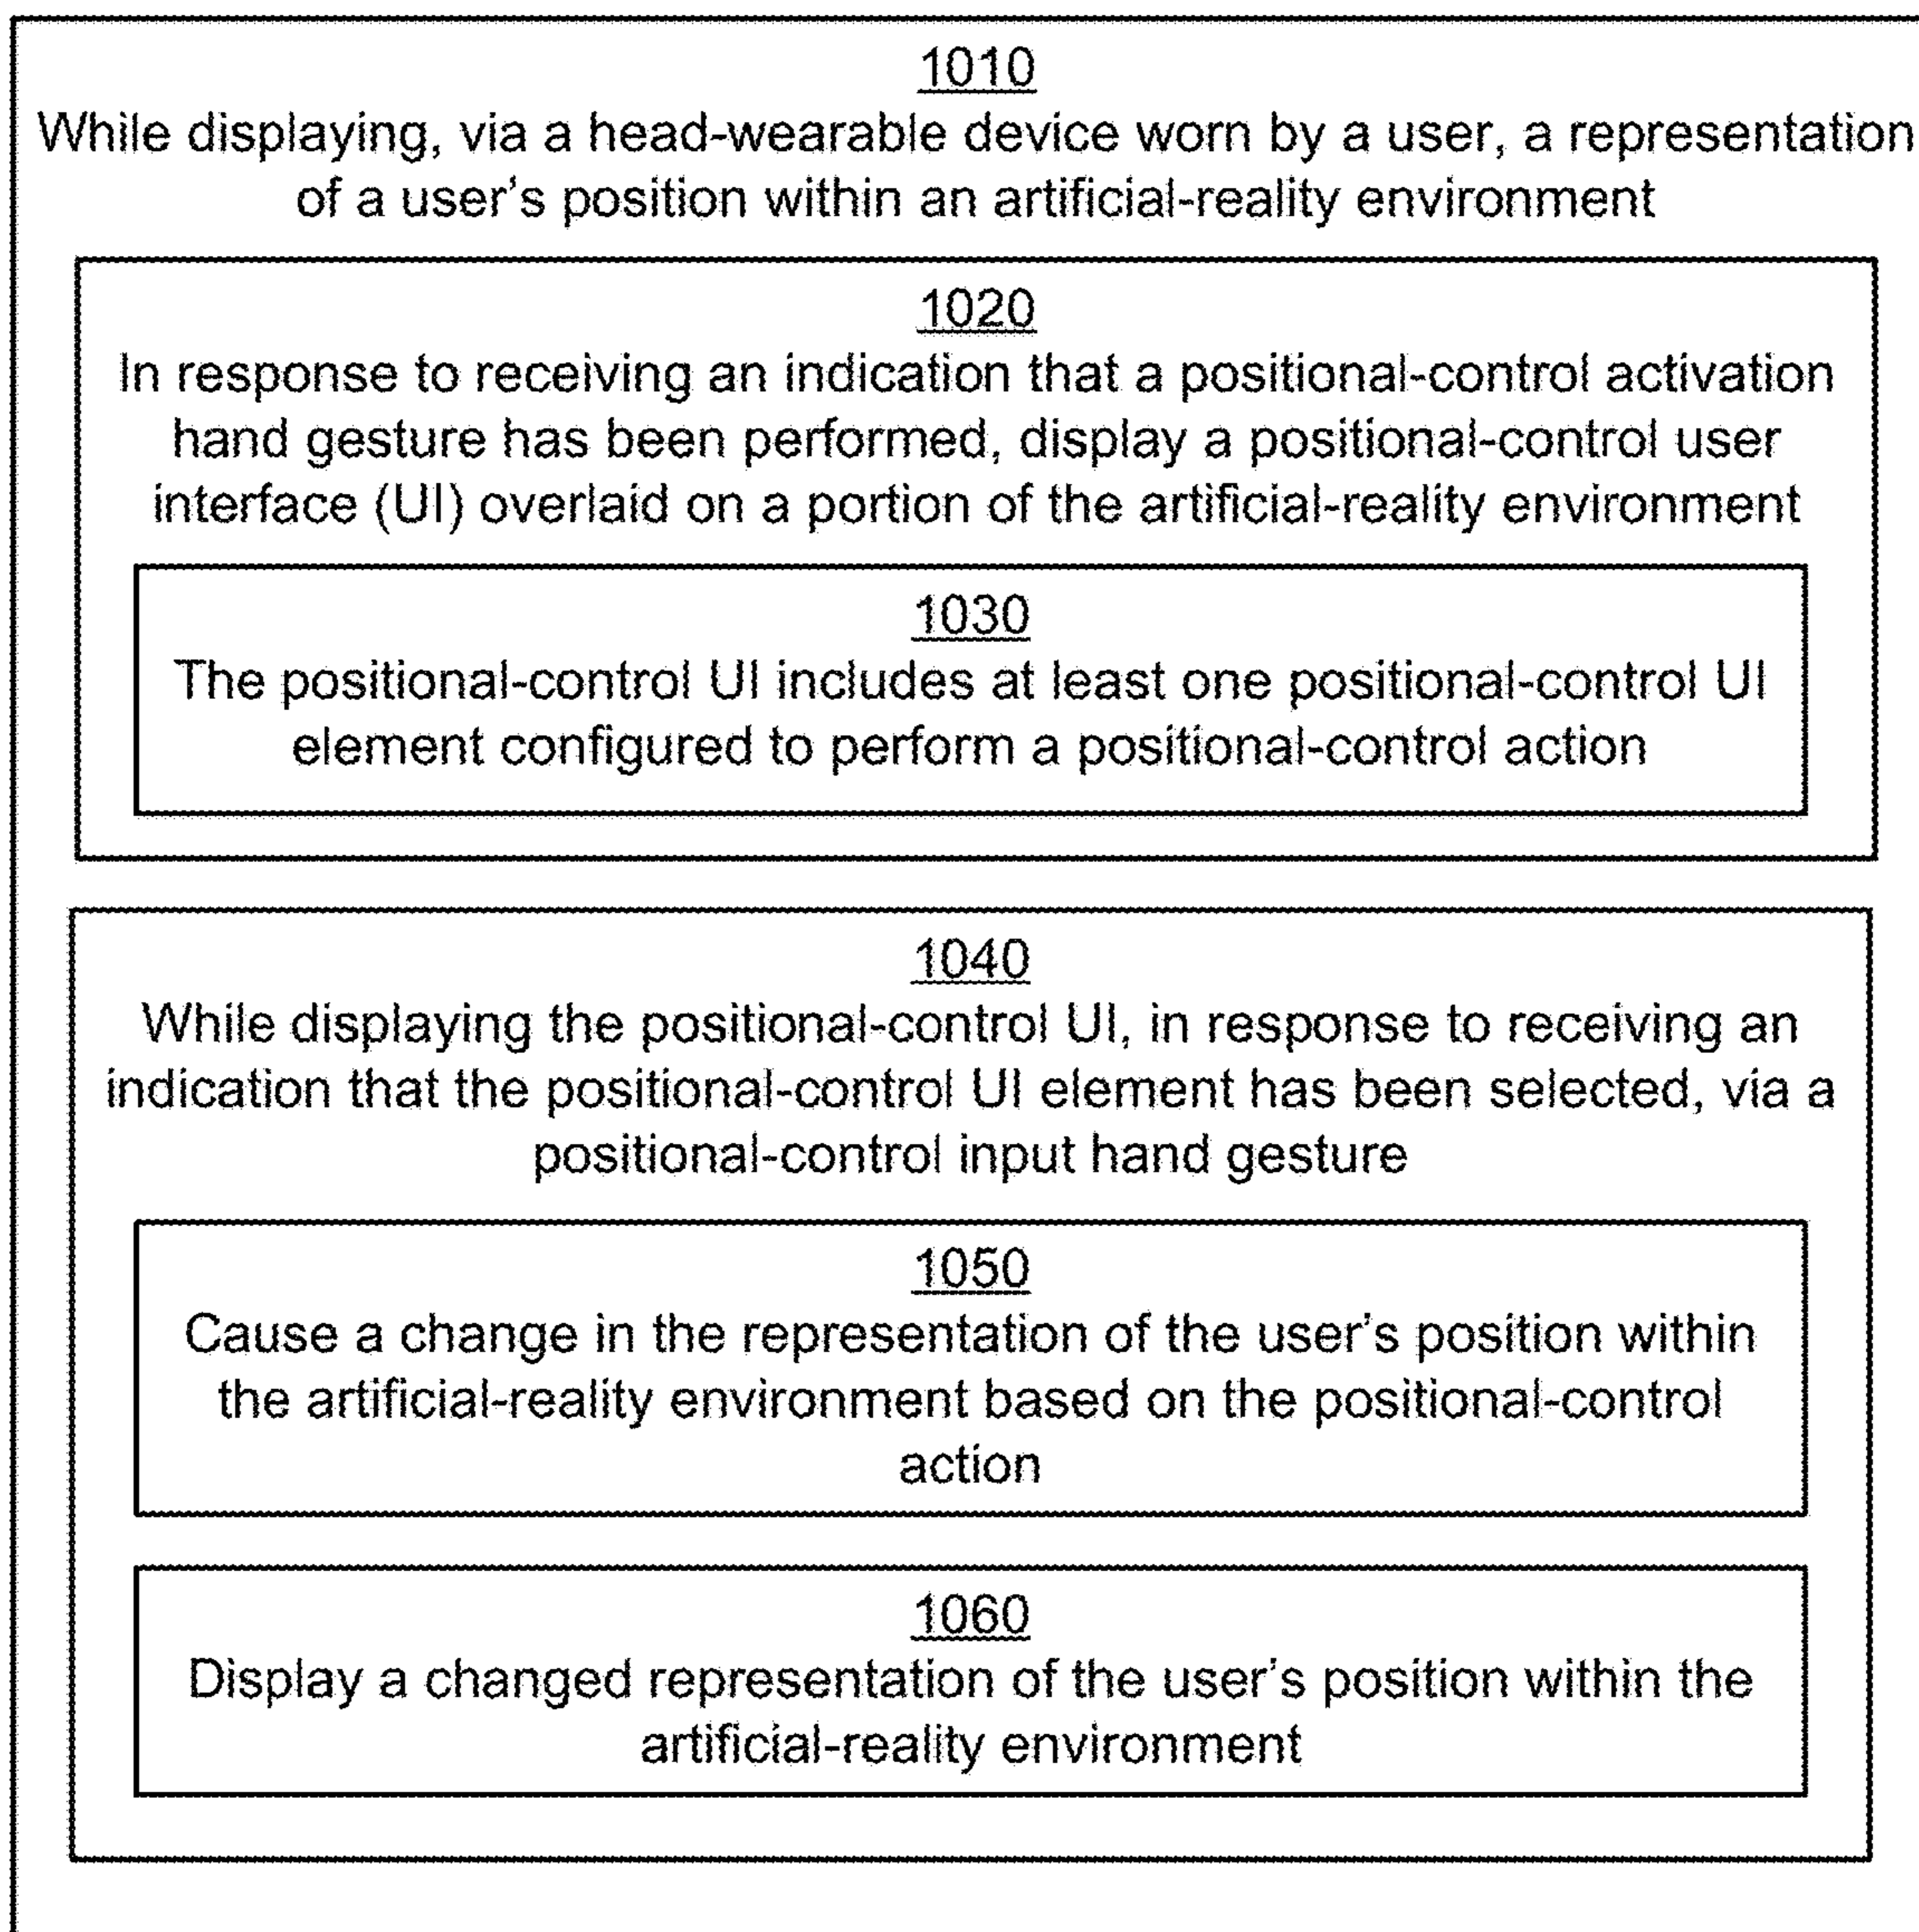 1010
While displaying, via a head-wearable device worn by a user, a representation
of a user's position within an artificial-reality environment
1020
In response to receiving an indication that a positional-control activation
hand gesture has been performed, display a positional-control user
interface (UI) overlaid on a portion of the artificial-reality environment
1030
The positional-control UI includes at least one positional-control UI
element configured to perform a positional-control action
1040
While displaying the positional-control UI, in response to receiving an
indication that the positional-control UI element has been selected, via a
positional-control input hand gesture
1050
Cause a change in the representation of the user's position within
the artificial-reality environment based on the positional-control
action
1060
Display a changed representation of the user's position within the
artificial-reality environment